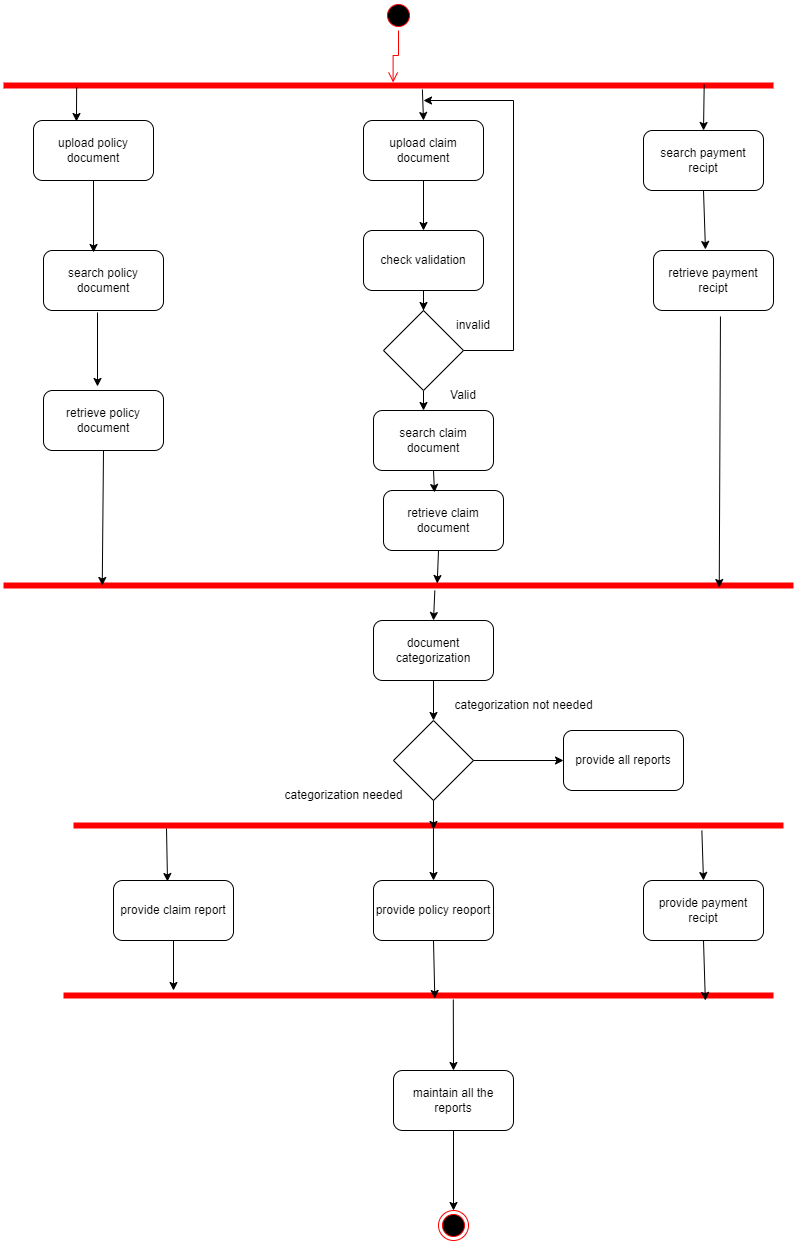 upload policy
document
upload claim
document
search payment
recipt
check validation
search policy
document
retrieve payment
recipt
invalid
Valid
retrieve policy
document
search claim
document
retrieve claim
document
document
categorization
categorization not needed
provide all reports
categorization needed
provide claim report
provide policy reoport
provide payment
recipt
maintain all the
reports